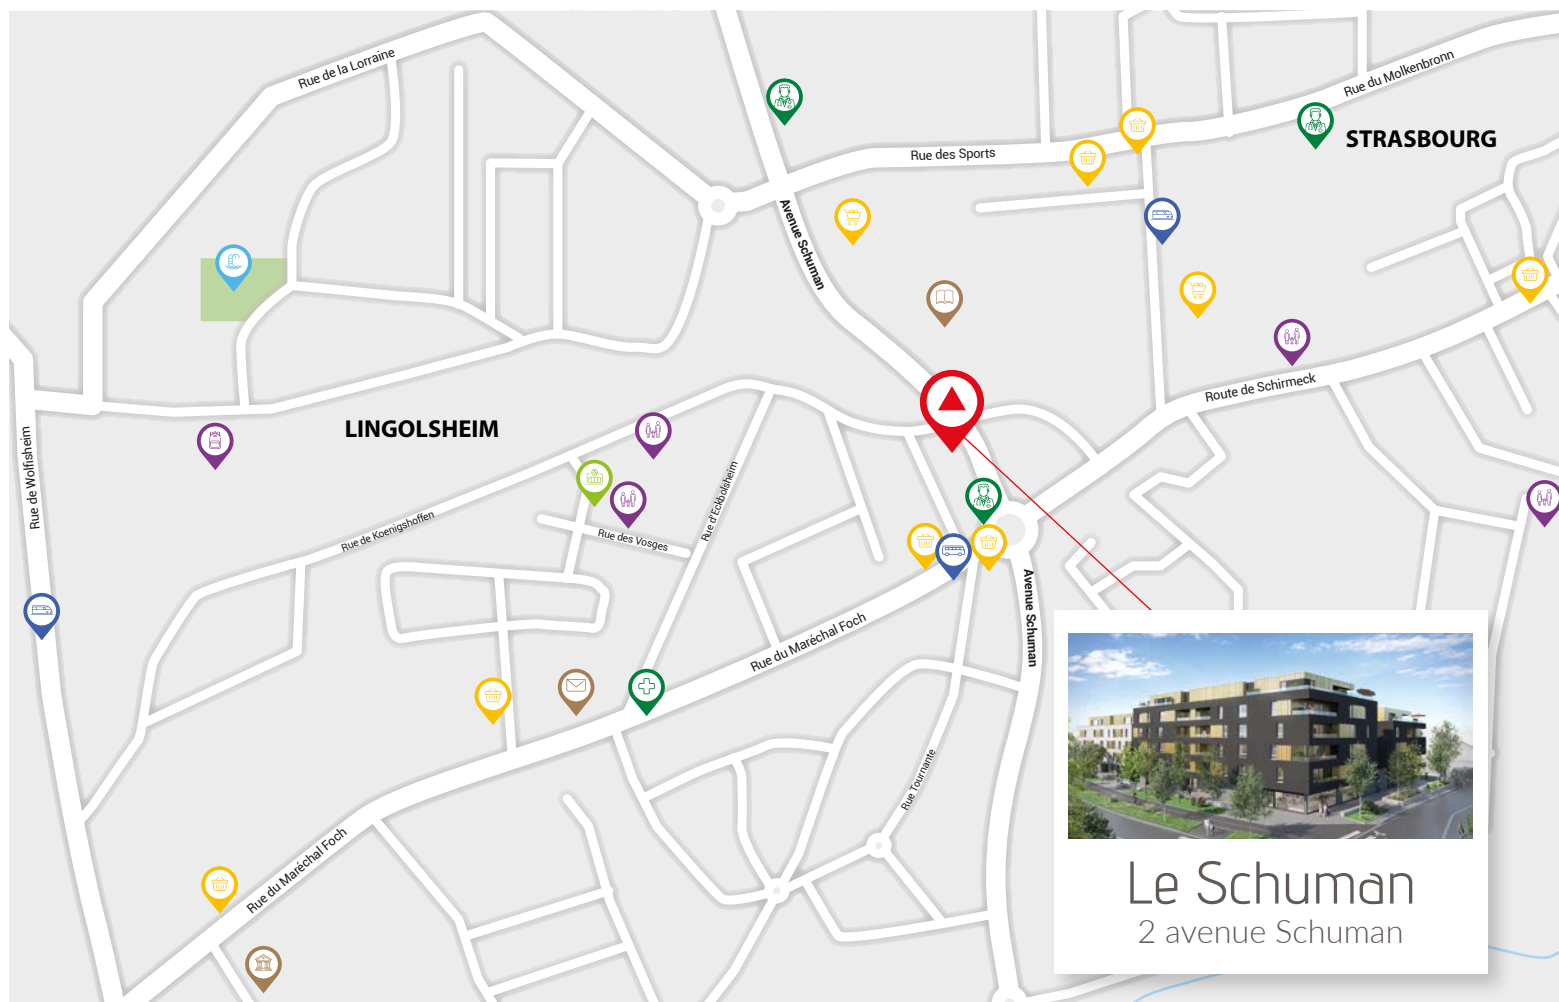 Rue de la Lorraine
Rue du Molkenbronn
STRASBOURG
Rue des Sports
Avenue Schuman
Route de Schirmeck
LINGOLSHEIM
Rue de Wolfisheim
Rue d'Eckbolsheim
Rue de Koenigshoffen
Rue des Vosges
Avenue Schuman
Rue du Maréchal Foch
Rue Tournante
Rue du Maréchal Foch
Le Schuman
2 avenue Schuman